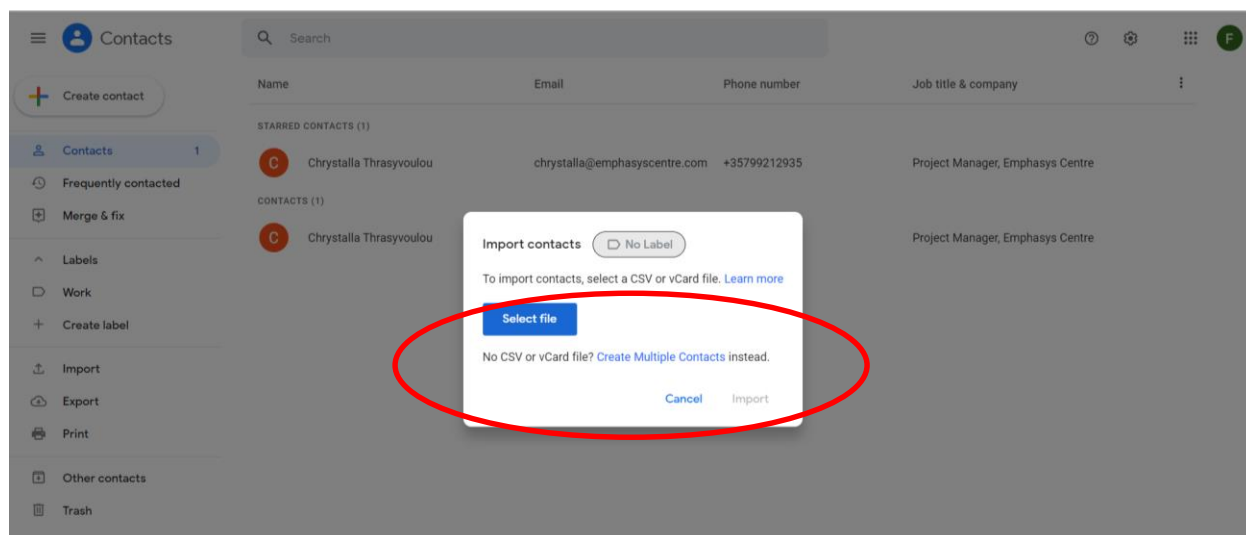 Contacts
Search
F
Create contact
Name Email Phone number Job title & company
STARRED CONTACTS (1)
Contacts 1
C Chrystalla Thrasyvoulou chrystalla@emphasyscentre.com +35799212935 Project Manager, Emphasys Centre
Frequently contacted
CONTACTS (1)
Merge & fix
C Chrystalla Thrasyvoulou Project Manager, Emphasys Centre
Import contacts No Label
Labels
To import contacts, select a CSV or vCard file. Learn more
Work
Select file
Create label
No CSV or vCard file? Create Multiple Contacts instead.
Import
Cancel Import
Export
Print
Other contacts
Trash